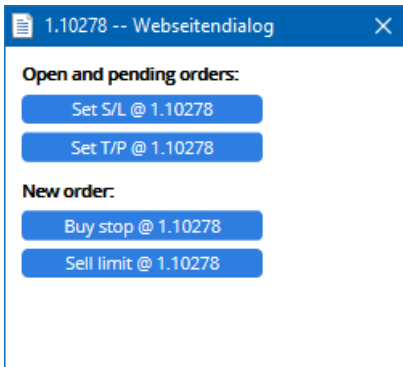 1.10278 -- Webseitendialog
Open and pending orders:
Set S/L @ 1.10278
Set T/P @ 1.10278
New order:
Buy stop @ 1.10278
Sell limit @ 1.10278